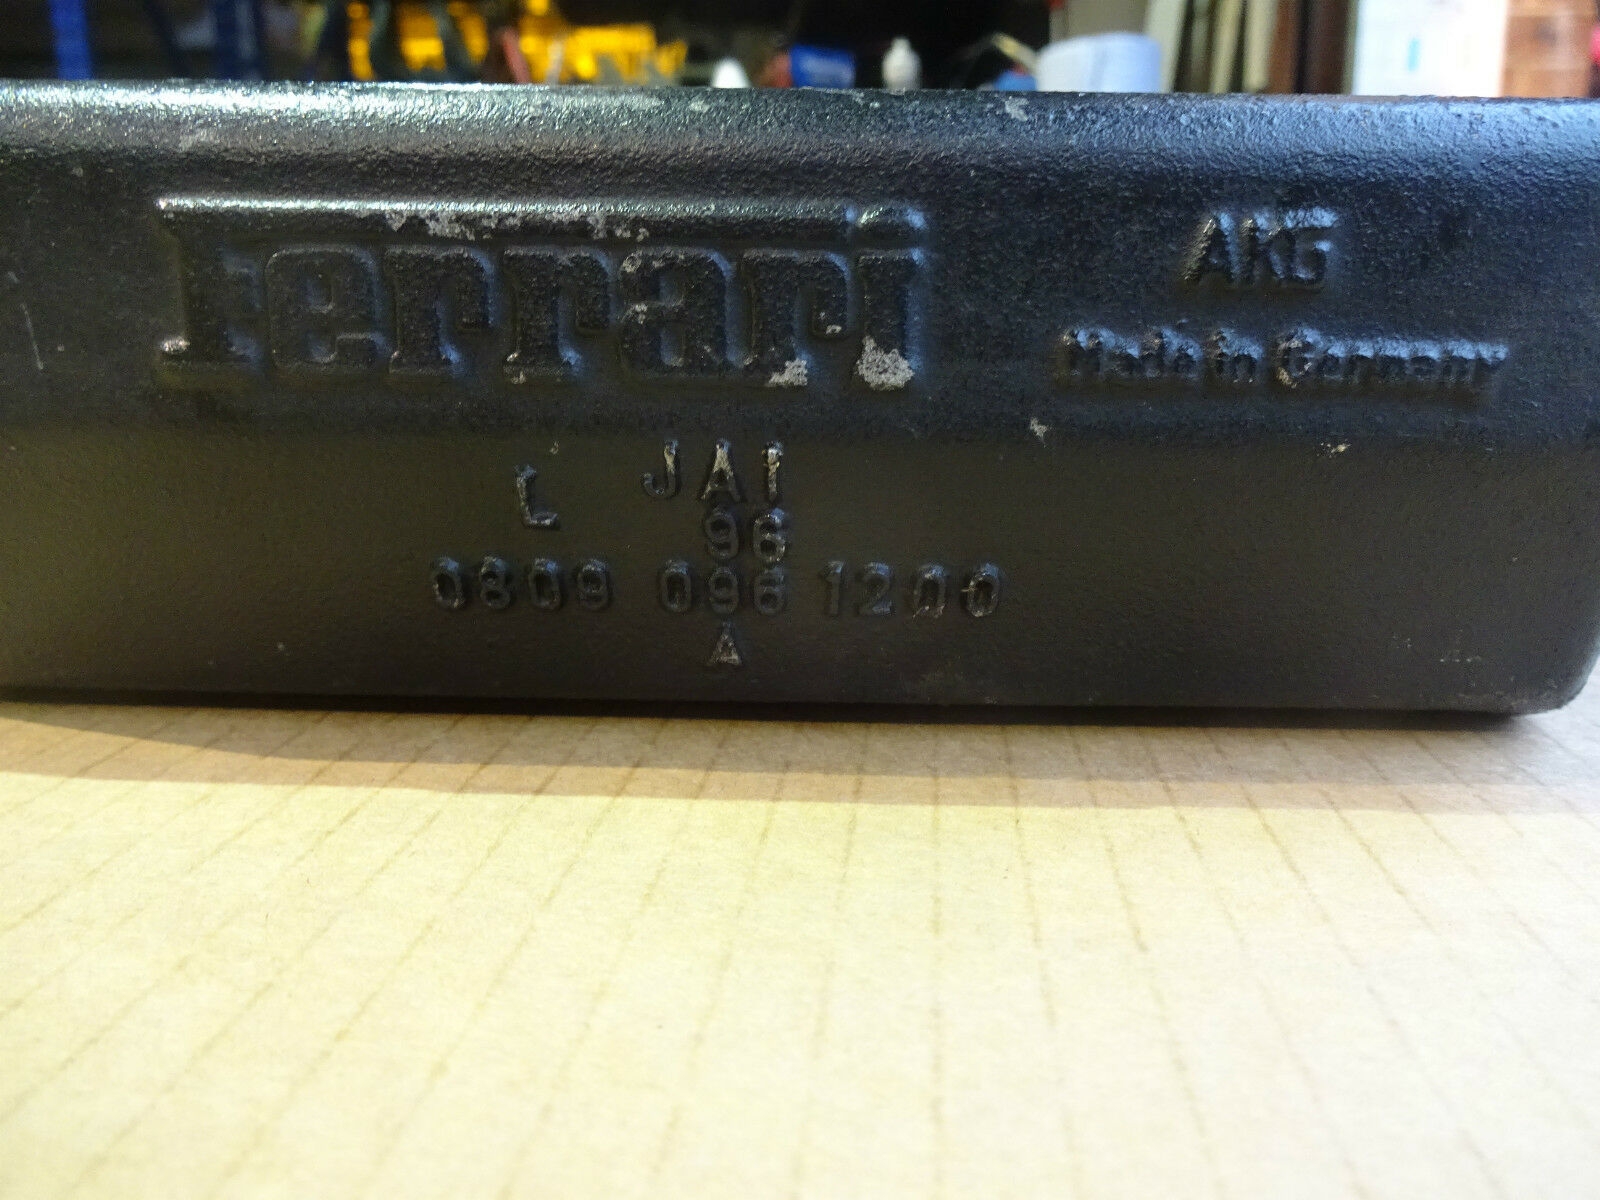 Ferrari
AKG
Made in Germany
L JAI
96
0809 096 1200
A